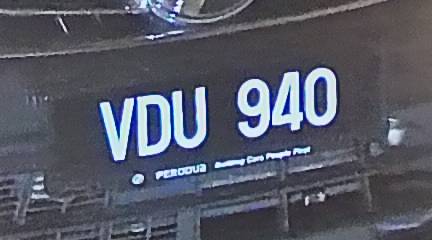 VDU 940
PERODUA Building Cars People First